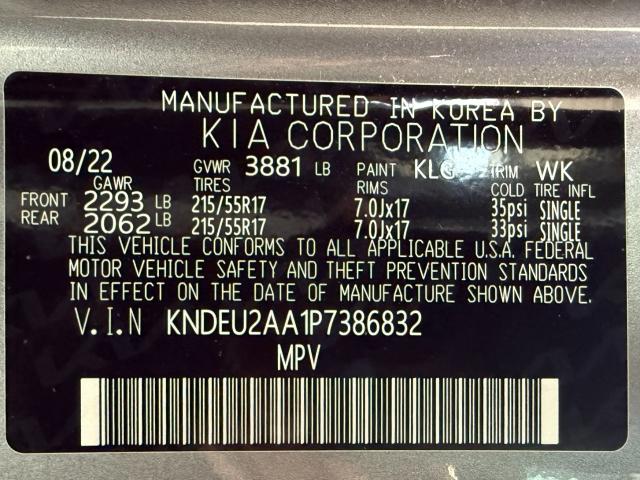 MANUFACTURED IN KOREA BY
KIA CORPORATION
08/22 GVWR 3881 LB PAINT KLG TRIM WK
GAWR TIRES RIMS COLD TIRE INFL
FRONT 2293 LB 215/55R17 7.0Jx17 35psi SINGLE
REAR 2062 LB 215/55R17 7.0Jx17 33psi SINGLE
THIS VEHICLE CONFORMS TO ALL APPLICABLE U.S.A. FEDERAL
MOTOR VEHICLE SAFETY AND THEFT PREVENTION STANDARDS
IN EFFECT ON THE DATE OF MANUFACTURE SHOWN ABOVE.
V.I.N KNDEU2AA1P7386832
MPV